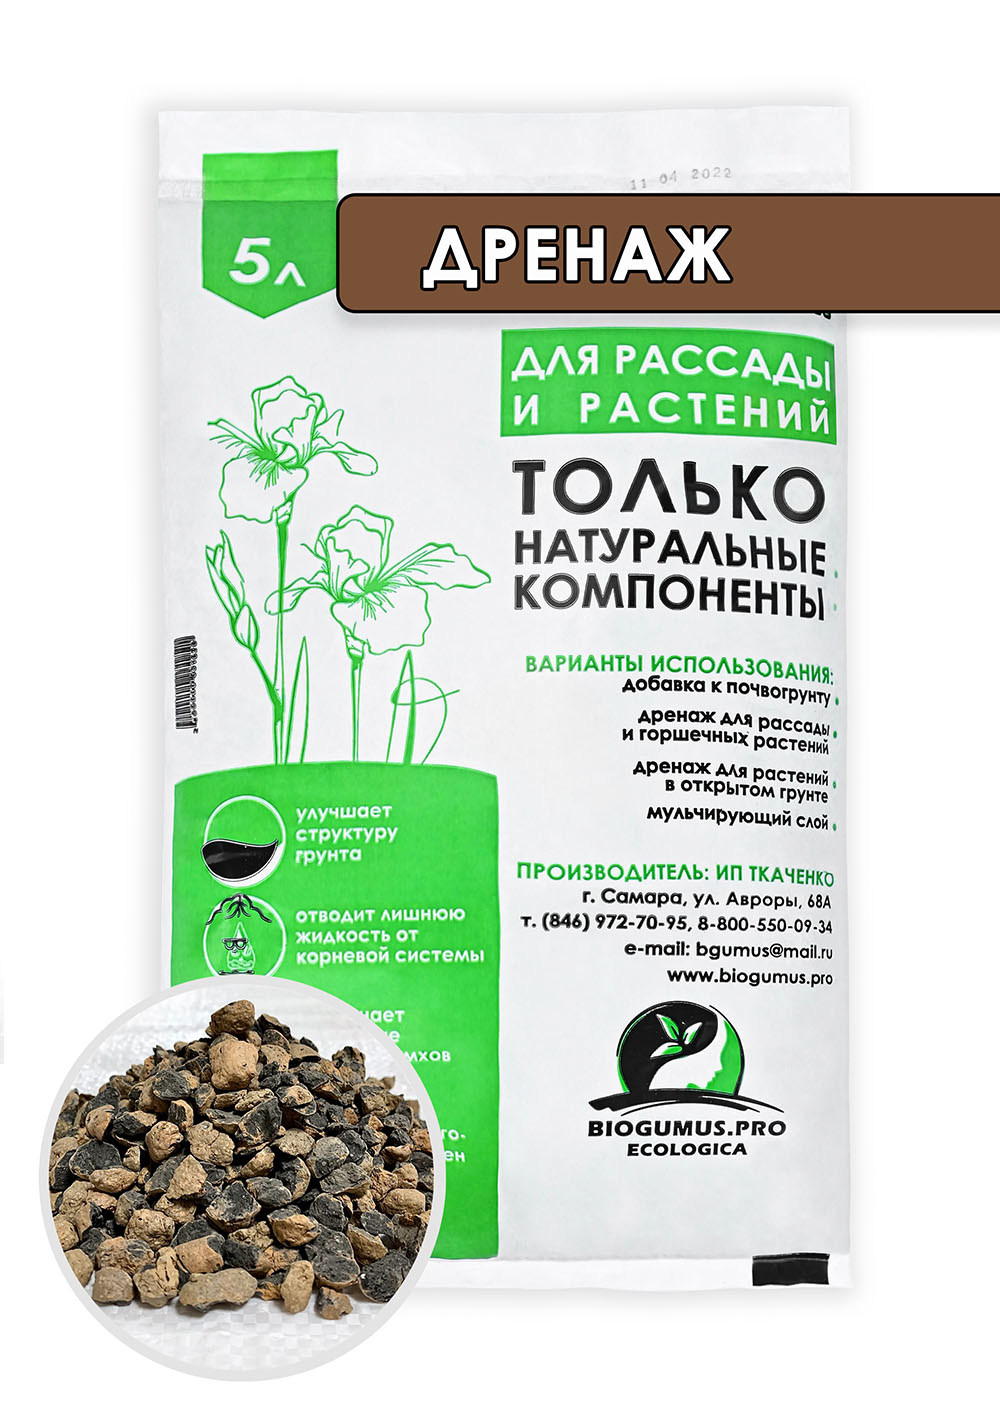 11 04 2022
5л
ДРЕНАЖ
ДЛЯ РАССАДЫ
И РАСТЕНИЙ
ТОЛЬКО
НАТУРАЛЬНЫЕ
КОМПОНЕНТЫ
ВАРИАНТЫ ИСПОЛЬЗОВАНИЯ:
добавка к почвогрунту
дренаж для рассады
и горшечных растений
дренаж для растений
в открытом грунте
мульчирующий слой
улучшает
структуру
грунта
отводит лишнюю
жидкость от
корневой системы
ПРОИЗВОДИТЕЛЬ: ИП ТКАЧЕНКО
г. Самара, ул. Авроры, 68А
т. (846) 972-70-95, 8-800-550-09-34
e-mail: bgumus@mail.ru
www.biogumus.pro
BIOGUMUS.PRO
ECOLOGICA